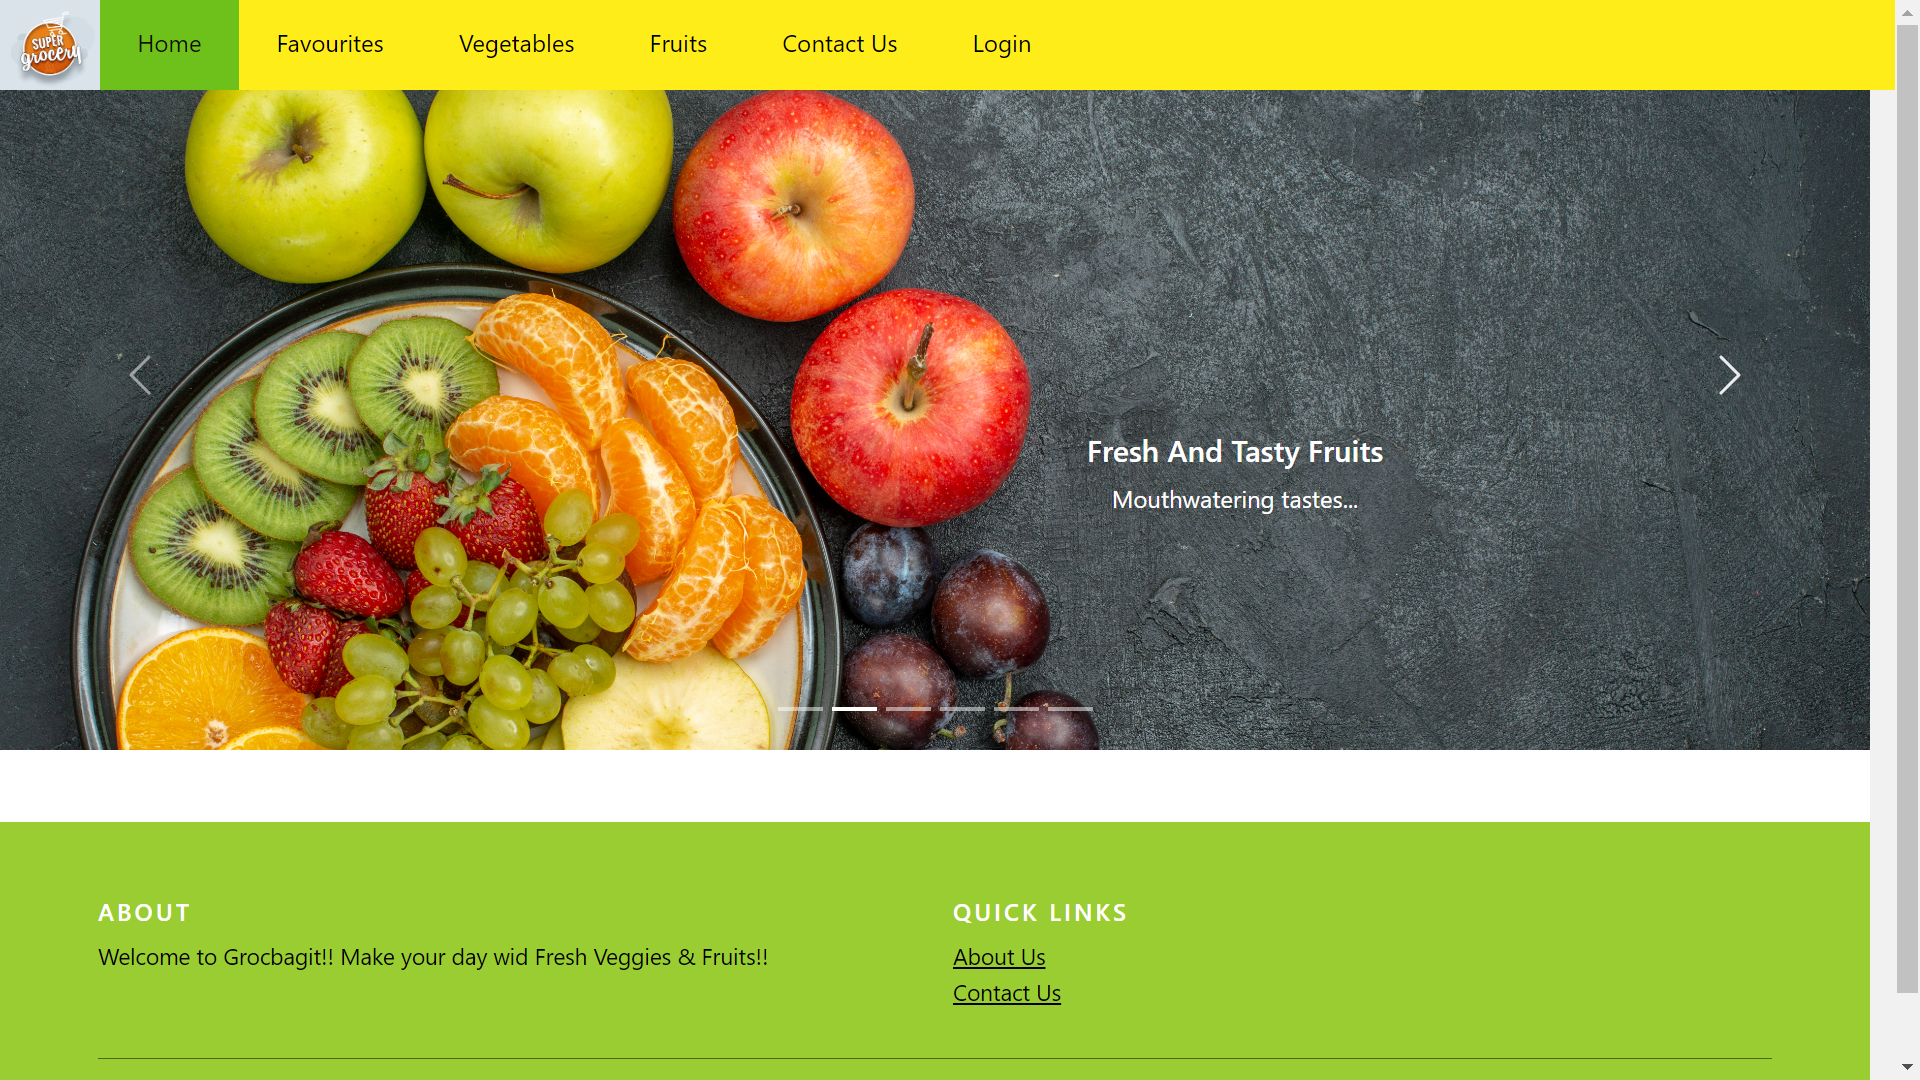 SUPER
grocery
Home
Favourites
Vegetables
Fruits
Contact Us
Login
Fresh And Tasty Fruits
Mouthwatering tastes...
ABOUT
Welcome to Grocbagit!! Make your day wid Fresh Veggies & Fruits!!
QUICK LINKS
About Us
Contact Us